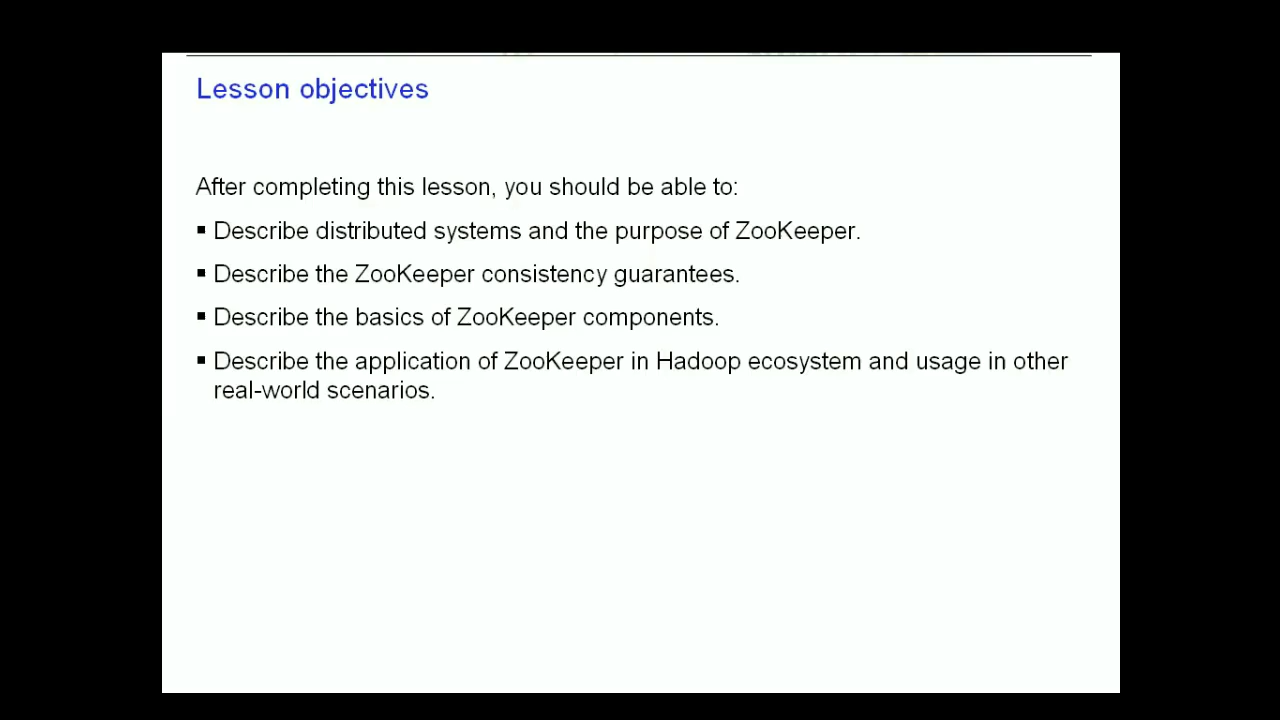 Lesson objectives
After completing this lesson, you should be able to:
▪ Describe distributed systems and the purpose of ZooKeeper.
▪ Describe the ZooKeeper consistency guarantees.
▪ Describe the basics of ZooKeeper components.
▪ Describe the application of ZooKeeper in Hadoop ecosystem and usage in other
real-world scenarios.